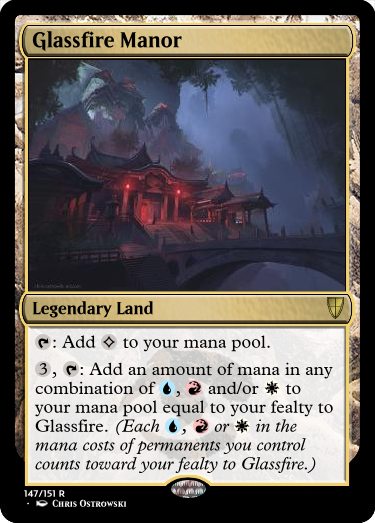 Glassfire Manor
Legendary Land
: Add to your mana pool.
3, : Add an amount of mana in any
combination of , and/or to
your mana pool equal to your fealty to
Glassfire. (Each , or in the
mana costs of permanents you control
counts toward your fealty to Glassfire.)
147/151 R
· Chris Ostrowski